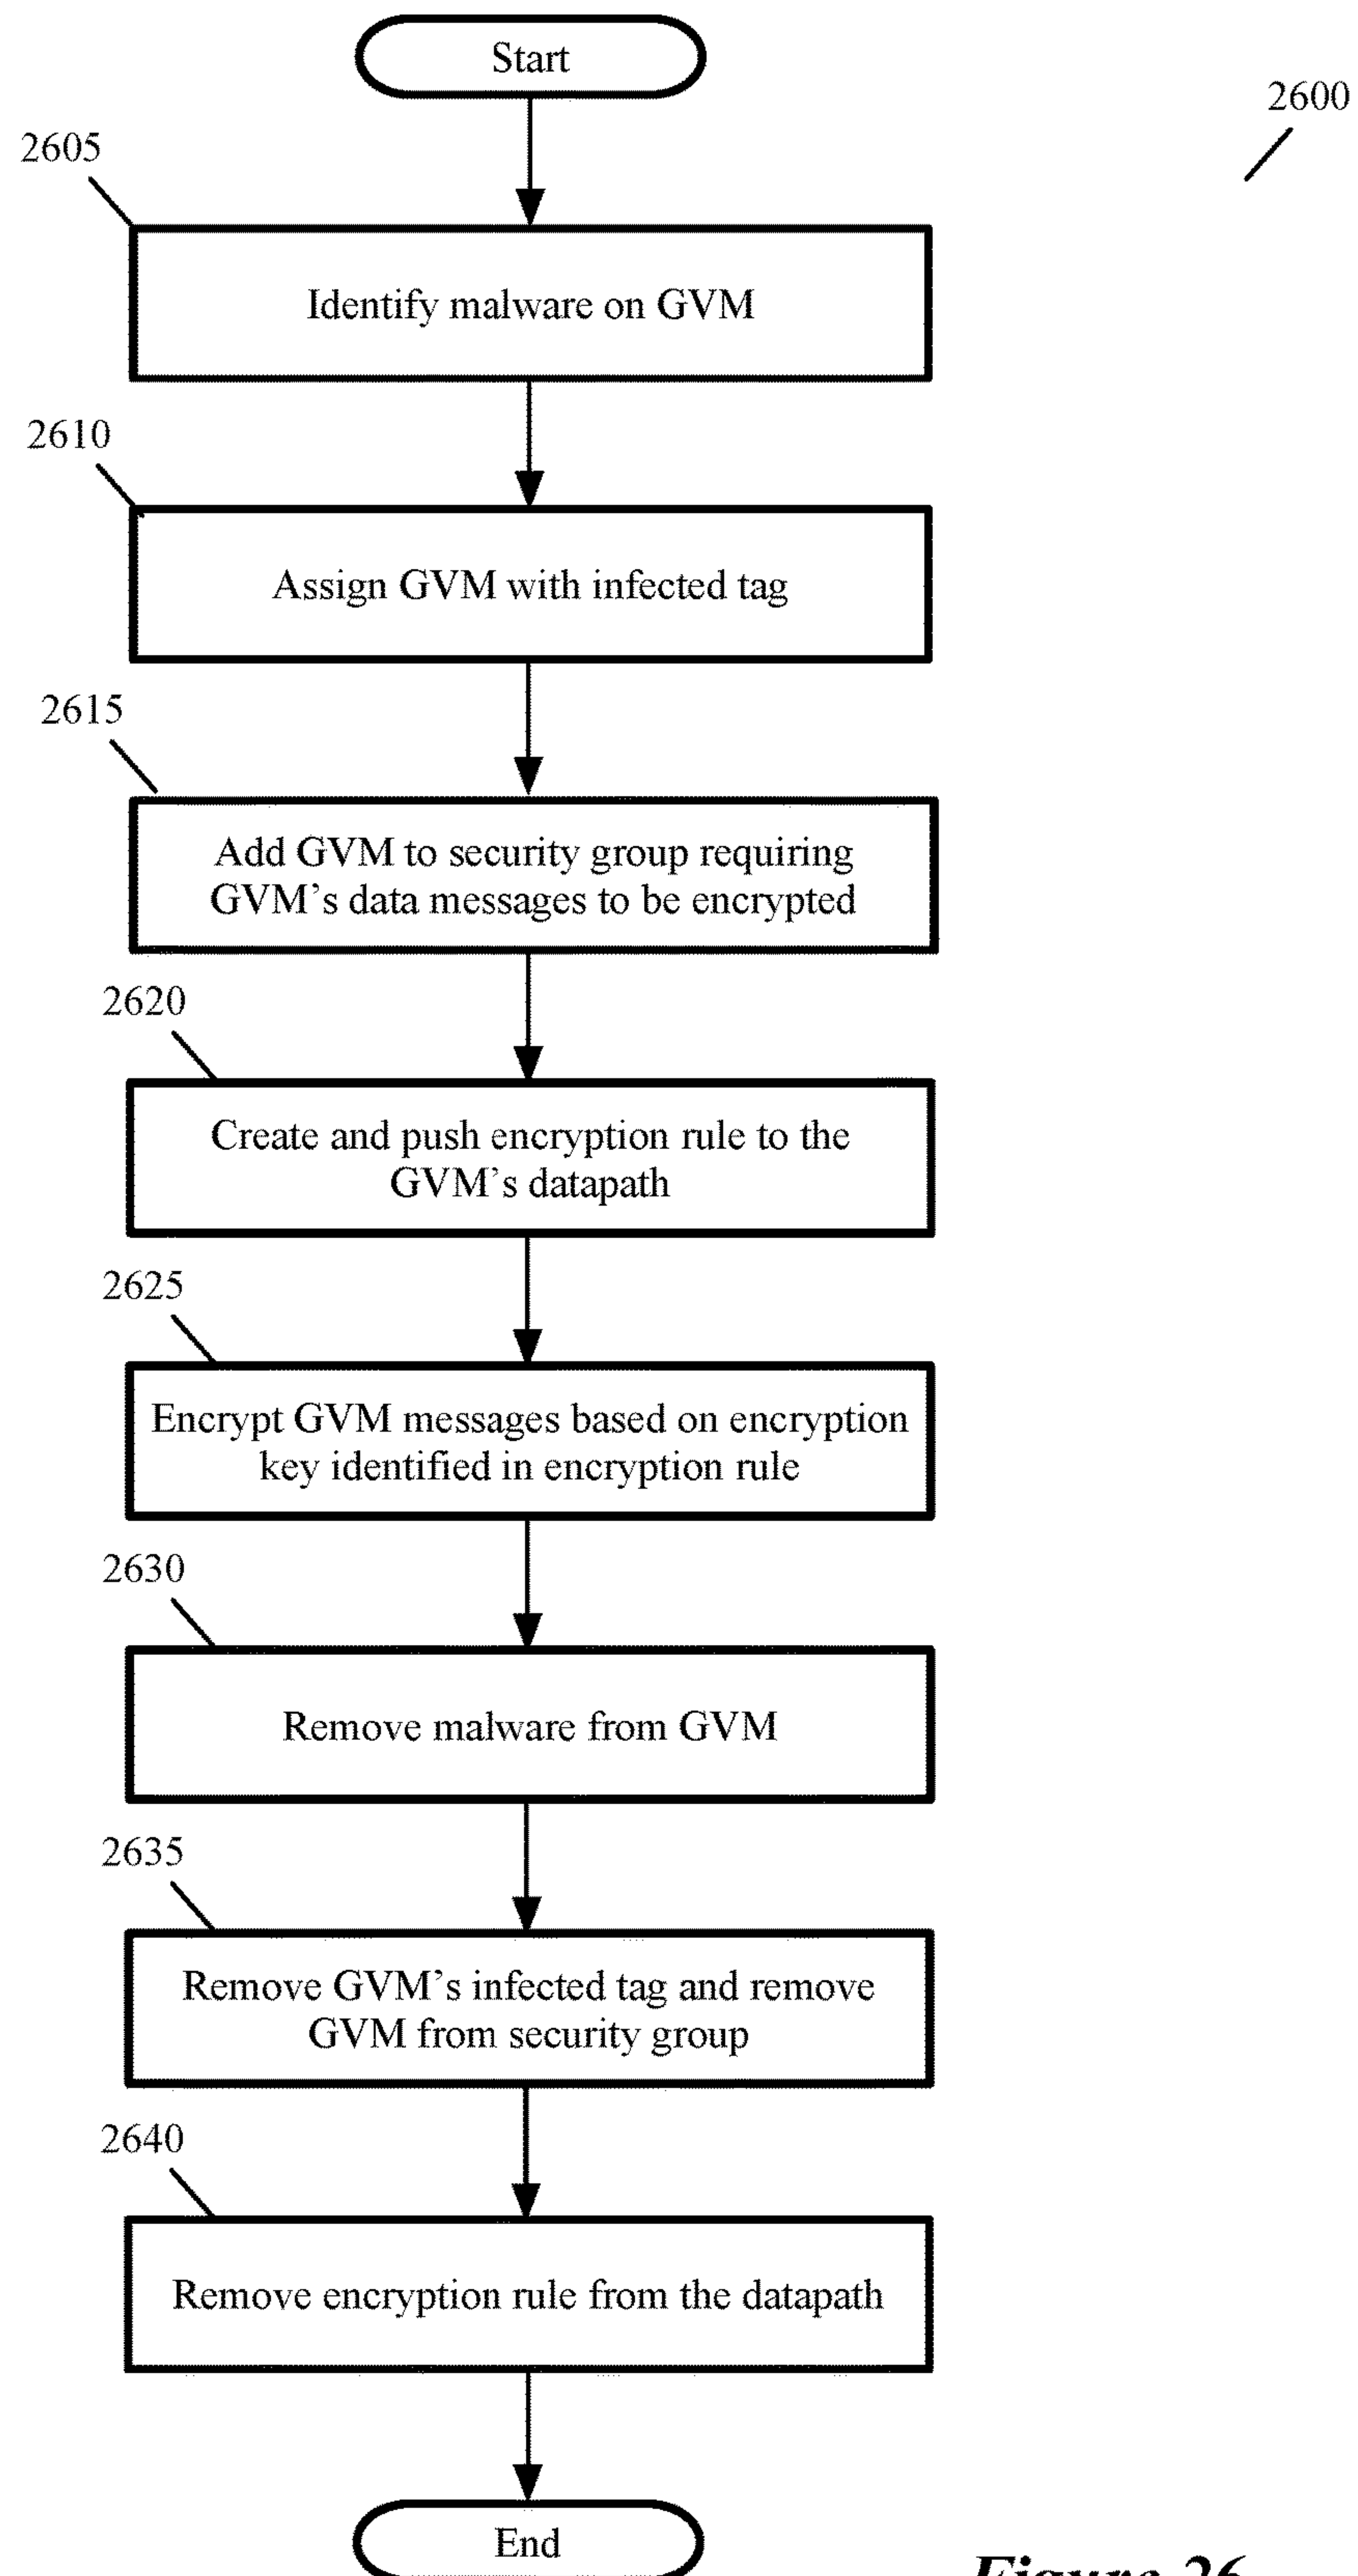 Start
2600
2605
Identify malware on GVM
2610
Assign GVM with infected tag
2615
Add GVM to security group requiring
GVM's data messages to be encrypted
2620
Create and push encryption rule to the
GVM's datapath
2625
Encrypt GVM messages based on encryption
key identified in encryption rule
2630
Remove malware from GVM
2635
Remove GVM's infected tag and remove
GVM from security group
2640
Remove encryption rule from the datapath
End
Figure 26